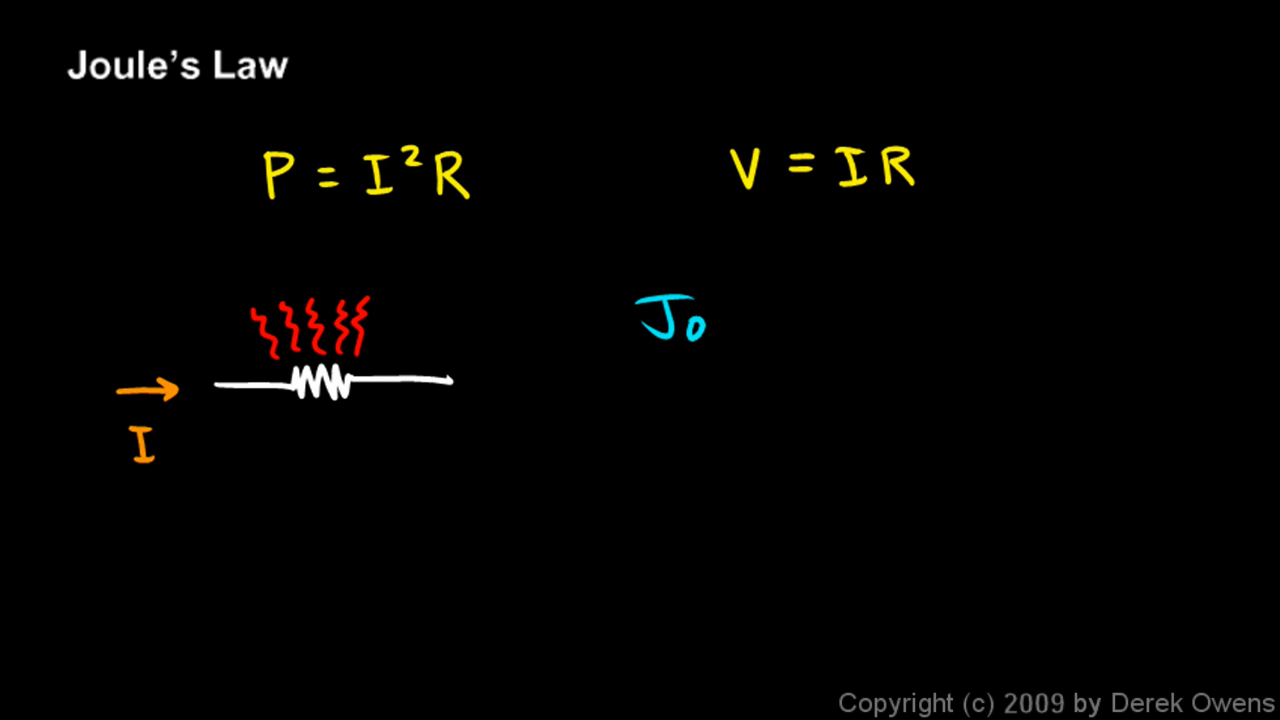 Joule's Law
P = I²R
V = IR
Jo
I
Copyright (c) 2009 by Derek Owens